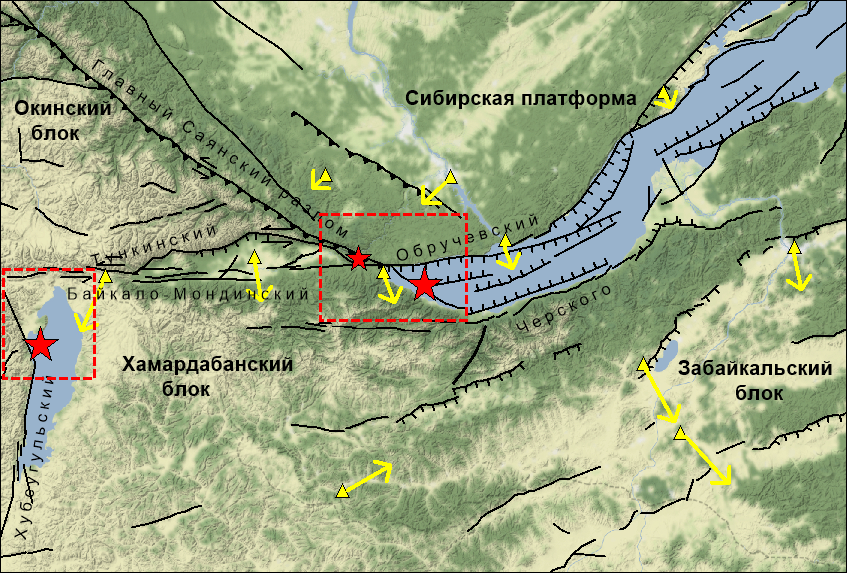 Главный Саянский разлом
Окинский
блок
Сибирская платформа
Тункинский
Обручевский
Байкало-Мондинский
Черского
Хамардабанский
блок
Забайкальский
блок
Хубсугульский